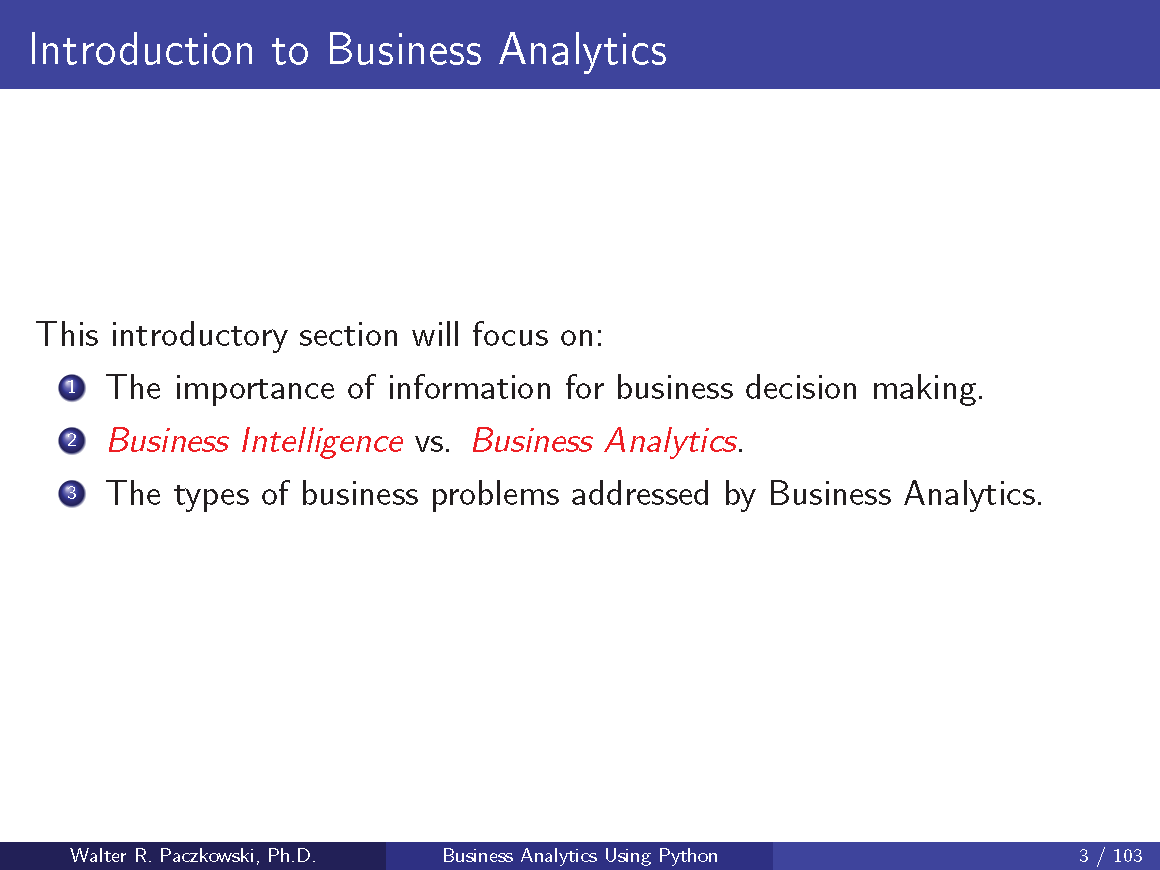 Introduction to Business Analytics
This introductory section will focus on:
1 The importance of information for business decision making.
2 Business Intelligence vs. Business Analytics.
3 The types of business problems addressed by Business Analytics.
Walter R. Paczkowski, Ph.D. Business Analytics Using Python 3 / 103